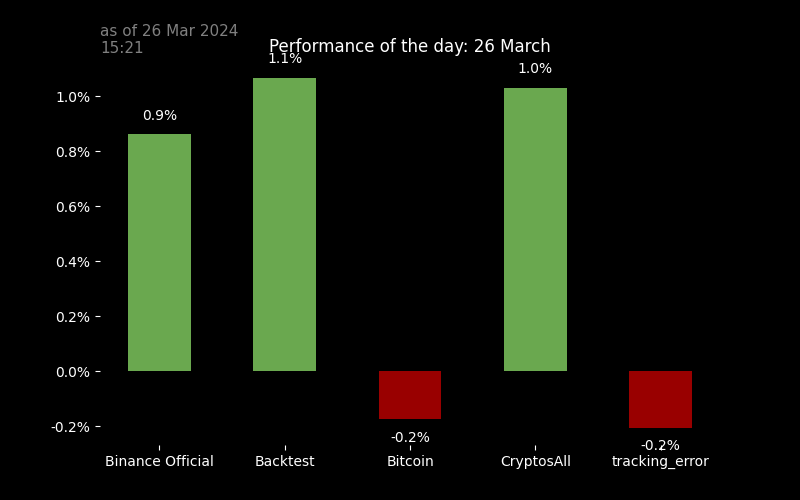 as of 26 Mar 2024
15:21
Performance of the day: 26 March
1.1%
1.0%
0.9%
1.0%
0.8%
0.6%
0.4%
0.2%
0.0%
-0.2%
-0.2%
-0.2%
Binance Official
Backtest
Bitcoin
CryptosAll
tracking_error